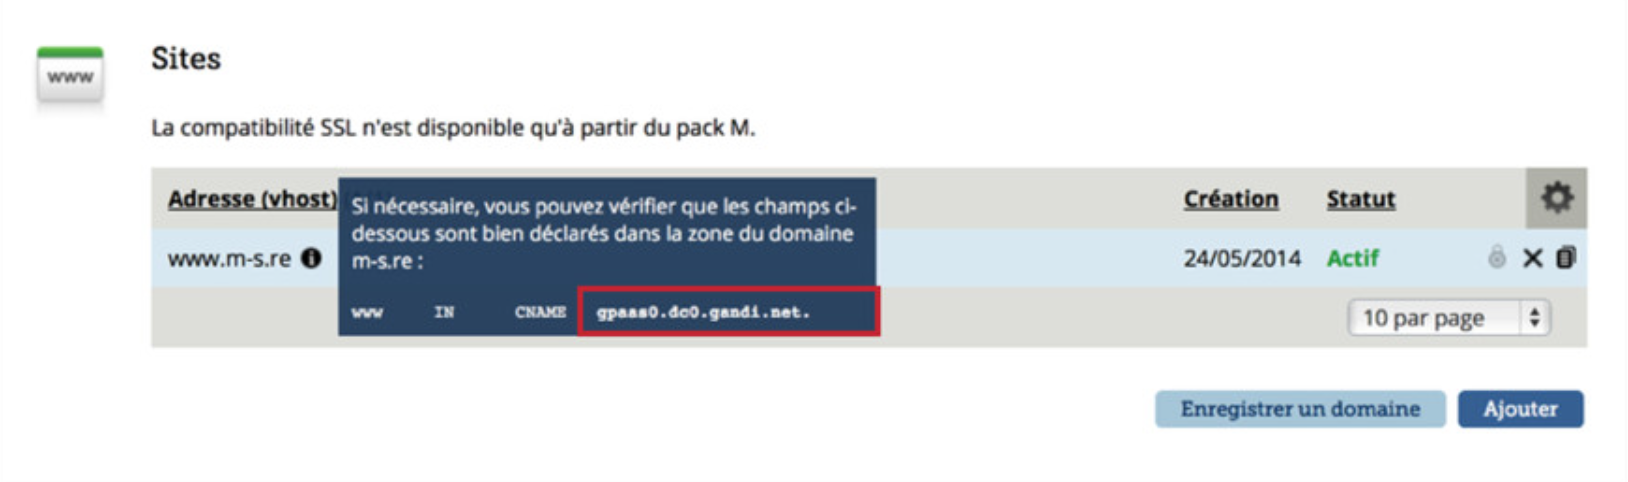 www
Sites
La compatibilité SSL n'est disponible qu'à partir du pack M.
Adresse (vhost)
Création
Statut
Si nécessaire, vous pouvez vérifier que les champs ci-
dessous sont bien déclarés dans la zone du domaine
m-s.re :
www IN CNAME gpaas0.dc0.gandi.net.
www.m-s.re
24/05/2014
Actif
10 par page
Enregistrer un domaine
Ajouter